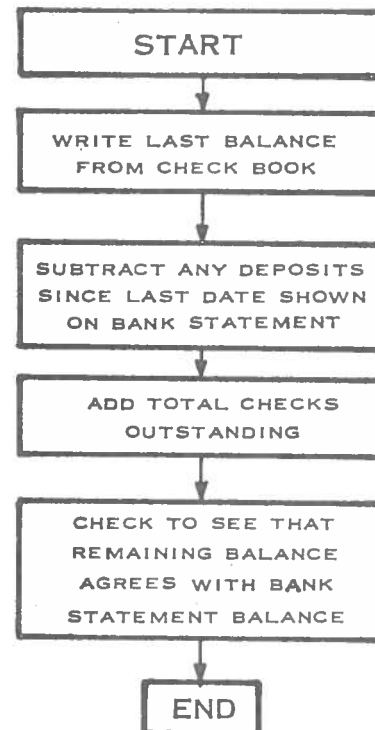 START
WRITE LAST BALANCE
FROM CHECK BOOK
SUBTRACT ANY DEPOSITS
SINCE LAST DATE SHOWN
ON BANK STATEMENT
ADD TOTAL CHECKS
OUTSTANDING
CHECK TO SEE THAT
REMAINING BALANCE
AGREES WITH BANK
STATEMENT BALANCE
END